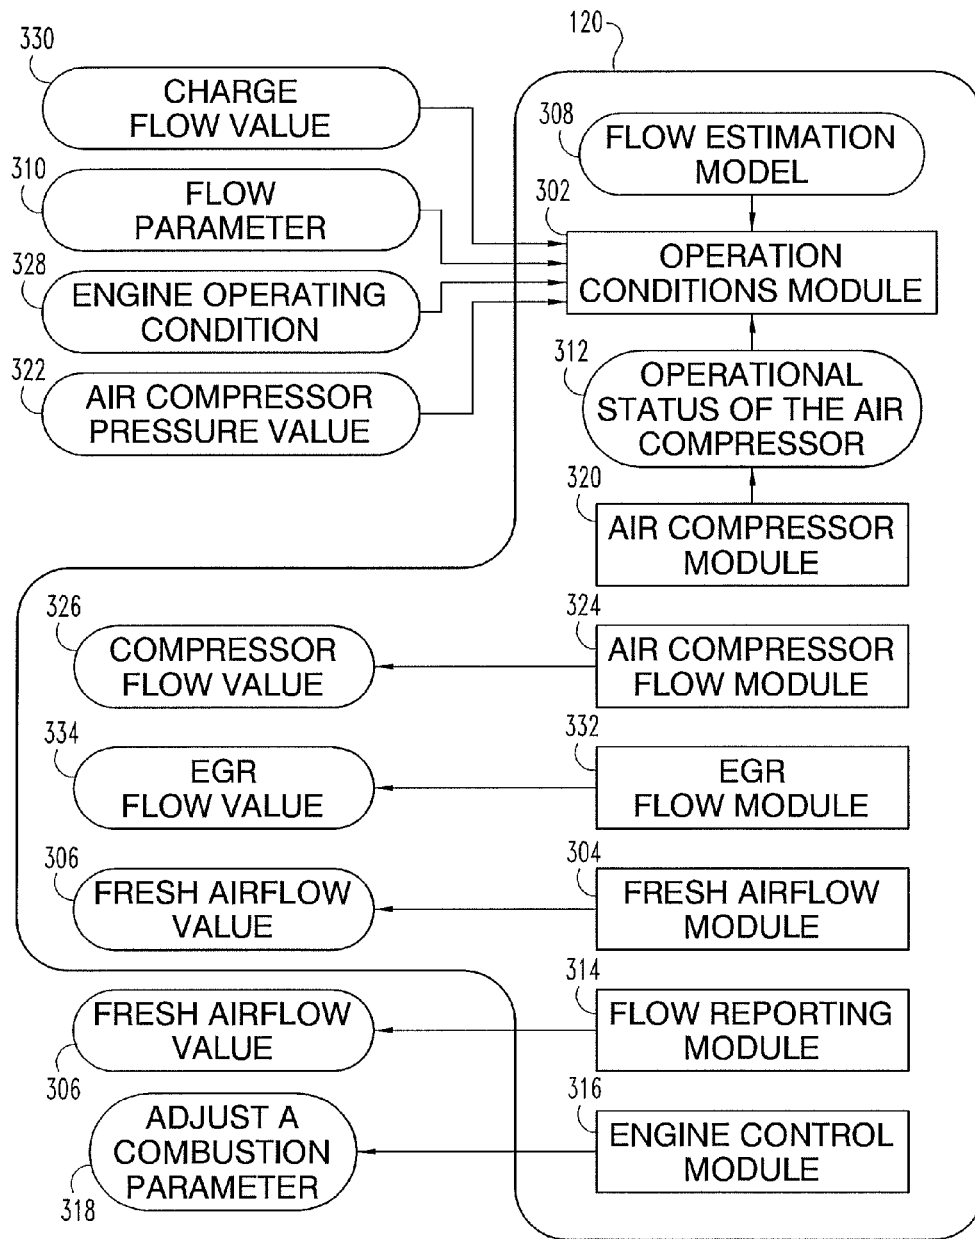 330
CHARGE
FLOW VALUE
120
308
FLOW ESTIMATION
MODEL
310
FLOW
PARAMETER
302
OPERATION
CONDITIONS MODULE
328
ENGINE OPERATING
CONDITION
322
AIR COMPRESSOR
PRESSURE VALUE
312
OPERATIONAL
STATUS OF THE AIR
COMPRESSOR
320
AIR COMPRESSOR
MODULE
326
COMPRESSOR
FLOW VALUE
324
AIR COMPRESSOR
FLOW MODULE
334
EGR
FLOW VALUE
332
EGR
FLOW MODULE
306
FRESH AIRFLOW
VALUE
304
FRESH AIRFLOW
MODULE
FRESH AIRFLOW
VALUE
306
314
FLOW REPORTING
MODULE
ADJUST A
COMBUSTION
PARAMETER
318
316
ENGINE CONTROL
MODULE